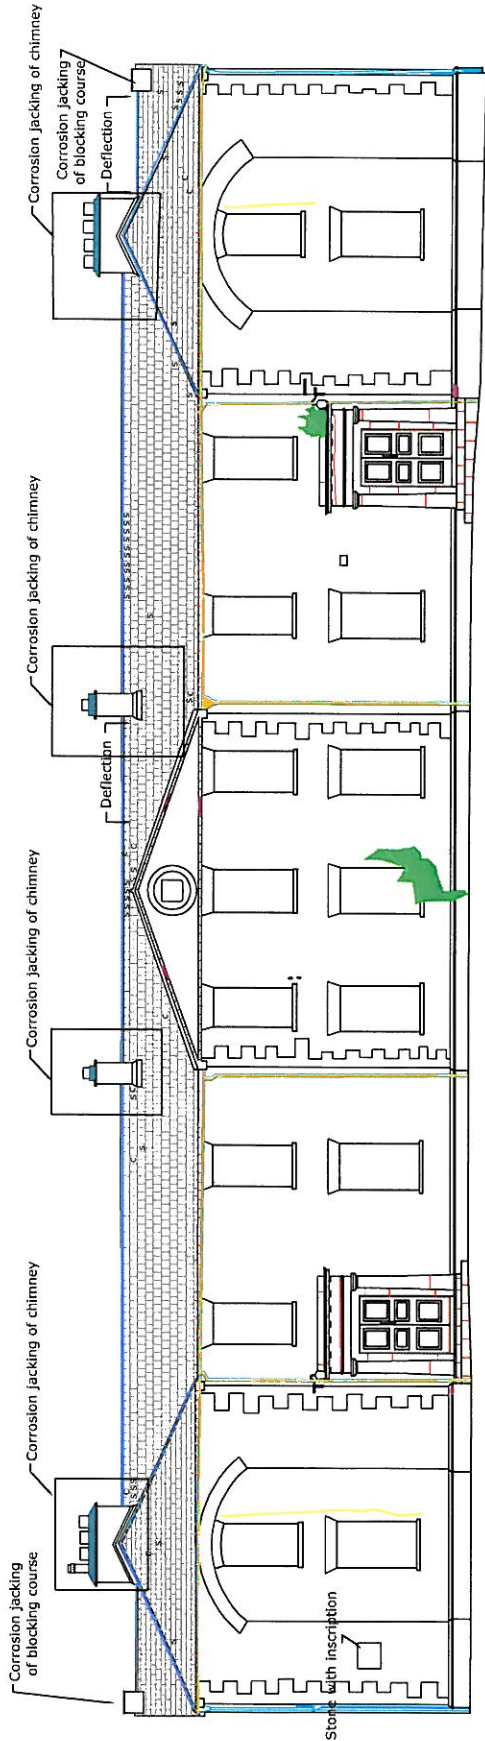 Corrosion jacking
of blocking course
Corrosion jacking of chimney
Corrosion jacking of chimney
Deflection
Corrosion jacking of chimney
Corrosion jacking of chimney
Deflection
Corrosion jacking
of blocking course
Stone with inscription